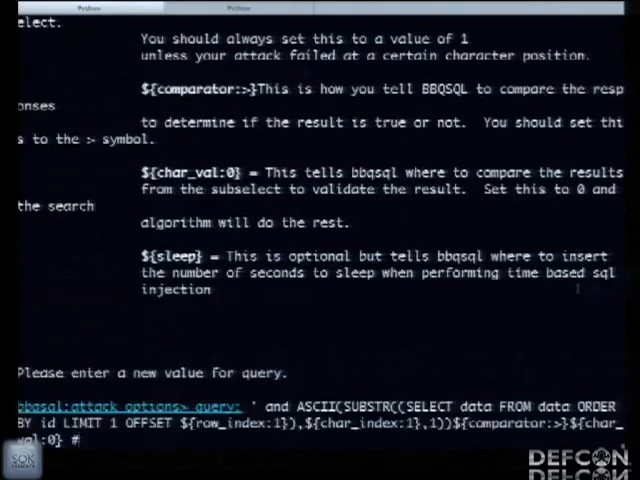 Python Python
elect.
You should always set this to a value of 1
unless your attack failed at a certain character position.
${comparator:>}This is how you tell BBQSQL to compare the resp
onses
to determine if the result is true or not. You should set thi
s to the :> symbol.
${char_val:0} = This tells bbqsql where to compare the results
from the subselect to validate the result. Set this to 0 and
the search
algorithm will do the rest.
${sleep} = This is optional but tells bbqsql where to insert
the number of seconds to sleep when performing time based sql
injection
Please enter a new value for query.
bbqsql:attack_options> query: ' and ASCII(SUBSTR((SELECT data FROM data ORDER
BY id LIMIT 1 OFFSET ${row_index:1}),${char_index:1},1))${comparator:>}${char_
val:0} #
SOK
DEFCON